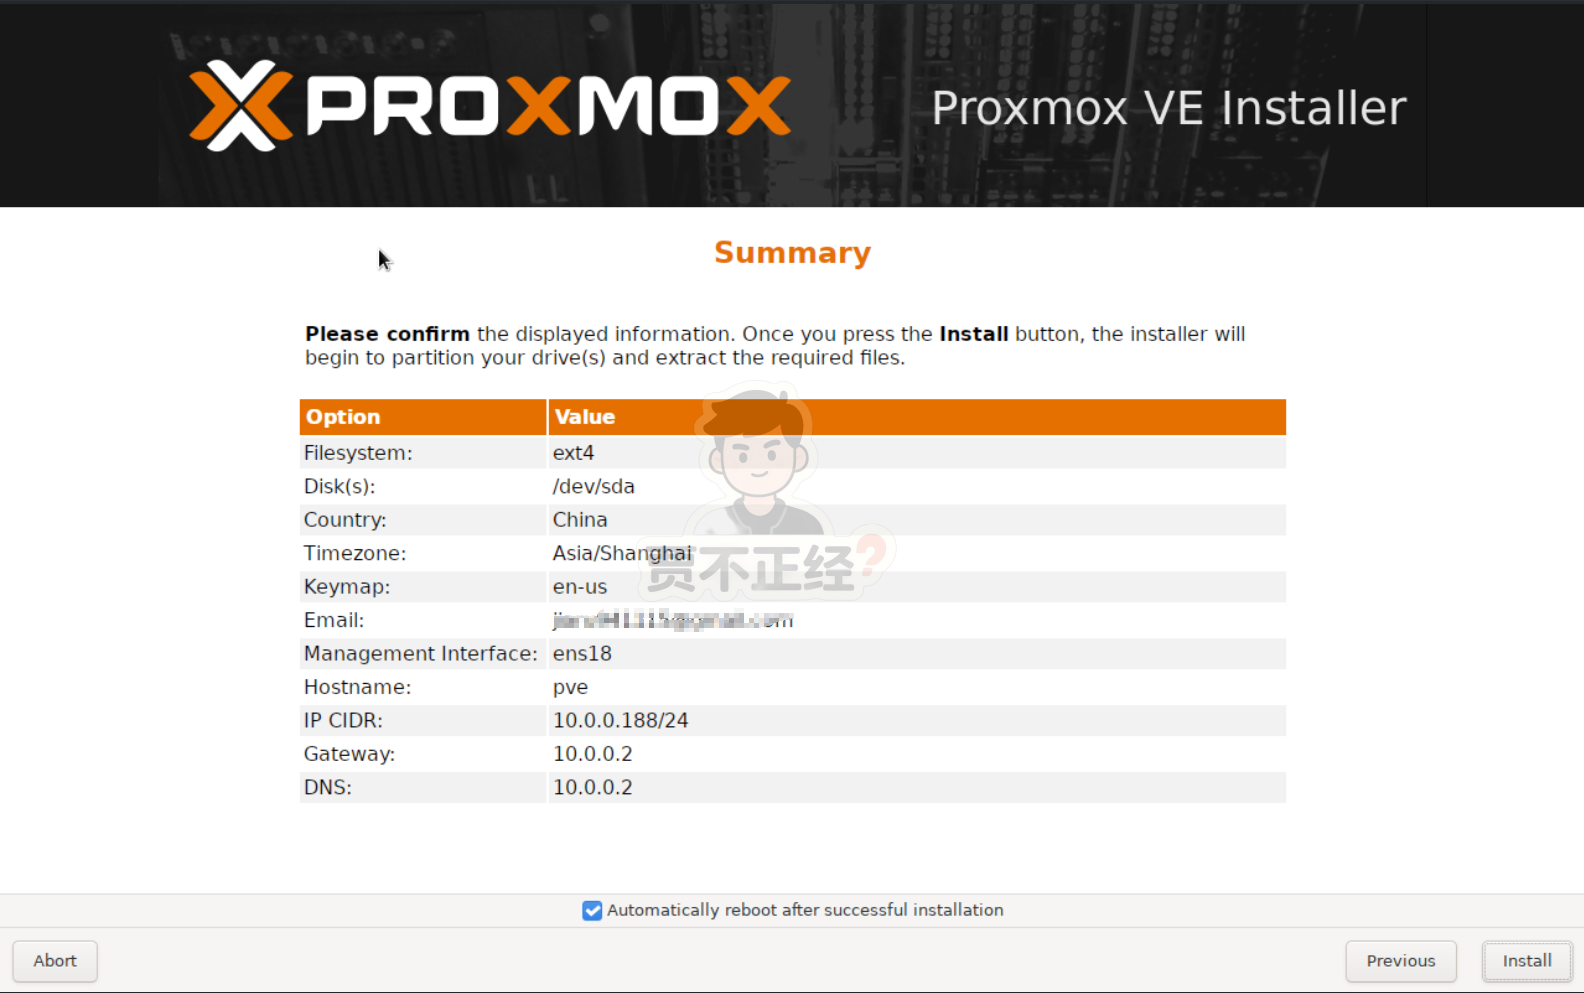 PROXMOX
Proxmox VE Installer
Summary
Please confirm the displayed information. Once you press the Install button, the installer will
begin to partition your drive(s) and extract the required files.
Option Value
Filesystem: ext4
Disk(s): /dev/sda
Country: China
Timezone: Asia/Shanghai
贾不正经?
Keymap: en-us
Email:
Management Interface: ens18
Hostname: pve
IP CIDR: 10.0.0.188/24
Gateway: 10.0.0.2
DNS: 10.0.0.2
Automatically reboot after successful installation
Abort Previous Install